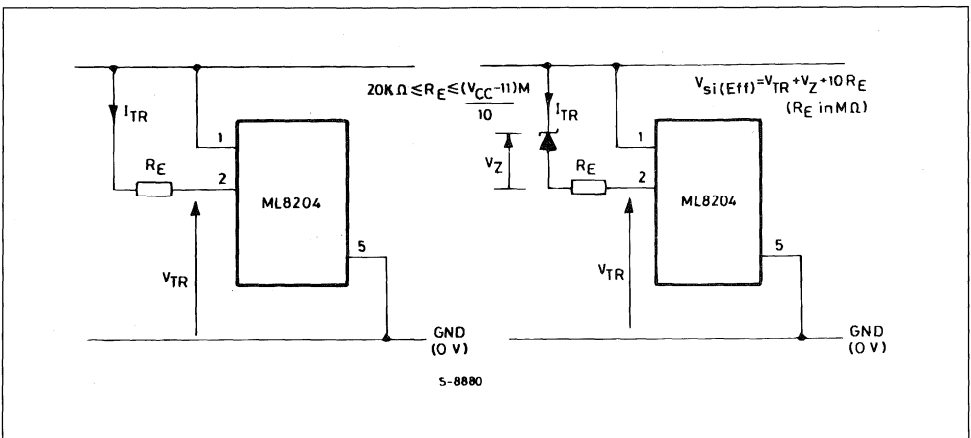 I_TR
R_E
1
2
ML8204
5
V_TR
GND
(0 V)
S-8880
20KΩ ≤ R_E ≤ (V_CC -11)M
10
V_si(Eff) = V_TR + V_Z + 10 R_E
(R_E in MΩ)
I_TR
V_Z
R_E
1
2
ML8204
5
V_TR
GND
(0 V)